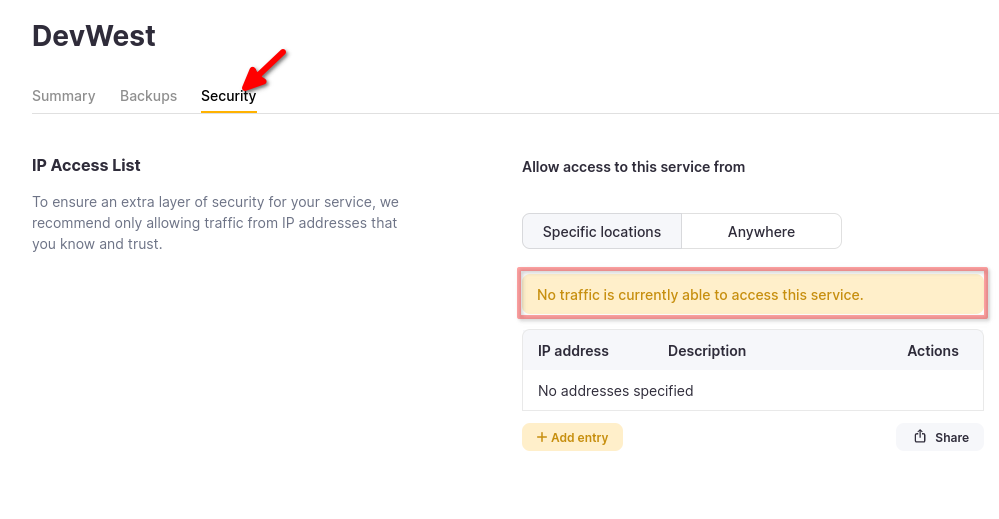 DevWest
Summary Backups Security
IP Access List
To ensure an extra layer of security for your service, we
recommend only allowing traffic from IP addresses that
you know and trust.
Allow access to this service from
Specific locations Anywhere
No traffic is currently able to access this service.
IP address Description Actions
No addresses specified
+ Add entry Share